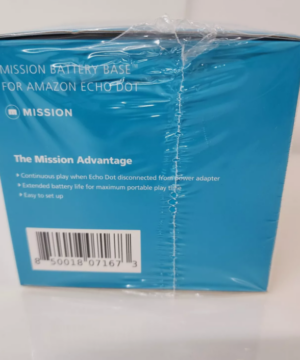 MISSION BATTERY BASE
FOR AMAZON ECHO DOT
MISSION
The Mission Advantage
• Continuous play when Echo Dot disconnected from power adapter
• Extended battery life for maximum portable play
• Easy to set up
8 50018 07167 3